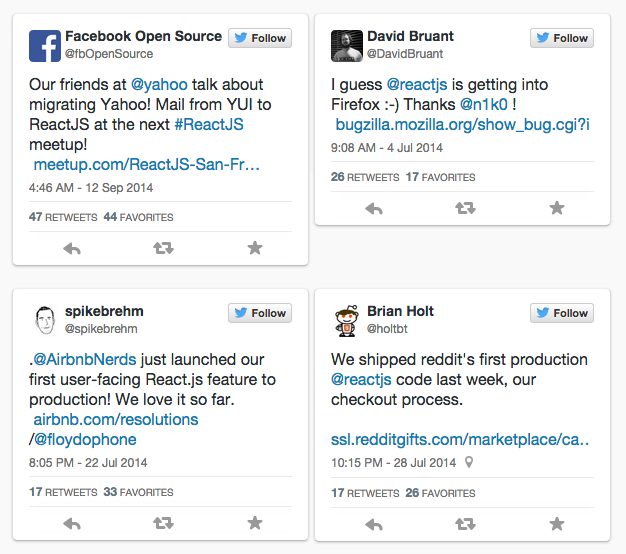 Facebook Open Source
@fbOpenSource
Follow
Our friends at @yahoo talk about
migrating Yahoo! Mail from YUI to
ReactJS at the next #ReactJS
meetup!
meetup.com/ReactJS-San-Fr…
4:46 AM - 12 Sep 2014
47 RETWEETS 44 FAVORITES
David Bruant
@DavidBruant
Follow
I guess @reactjs is getting into
Firefox :-) Thanks @n1k0 !
bugzilla.mozilla.org/show_bug.cgi?i
9:08 AM - 4 Jul 2014
26 RETWEETS 17 FAVORITES
spikebrehm
@spikebrehm
Follow
.@AirbnbNerds just launched our
first user-facing React.js feature to
production! We love it so far.
airbnb.com/resolutions
/@floydophone
8:05 PM - 22 Jul 2014
17 RETWEETS 33 FAVORITES
Brian Holt
@holtbt
Follow
We shipped reddit's first production
@reactjs code last week, our
checkout process.
ssl.redditgifts.com/marketplace/ca..
10:15 PM - 28 Jul 2014
17 RETWEETS 26 FAVORITES